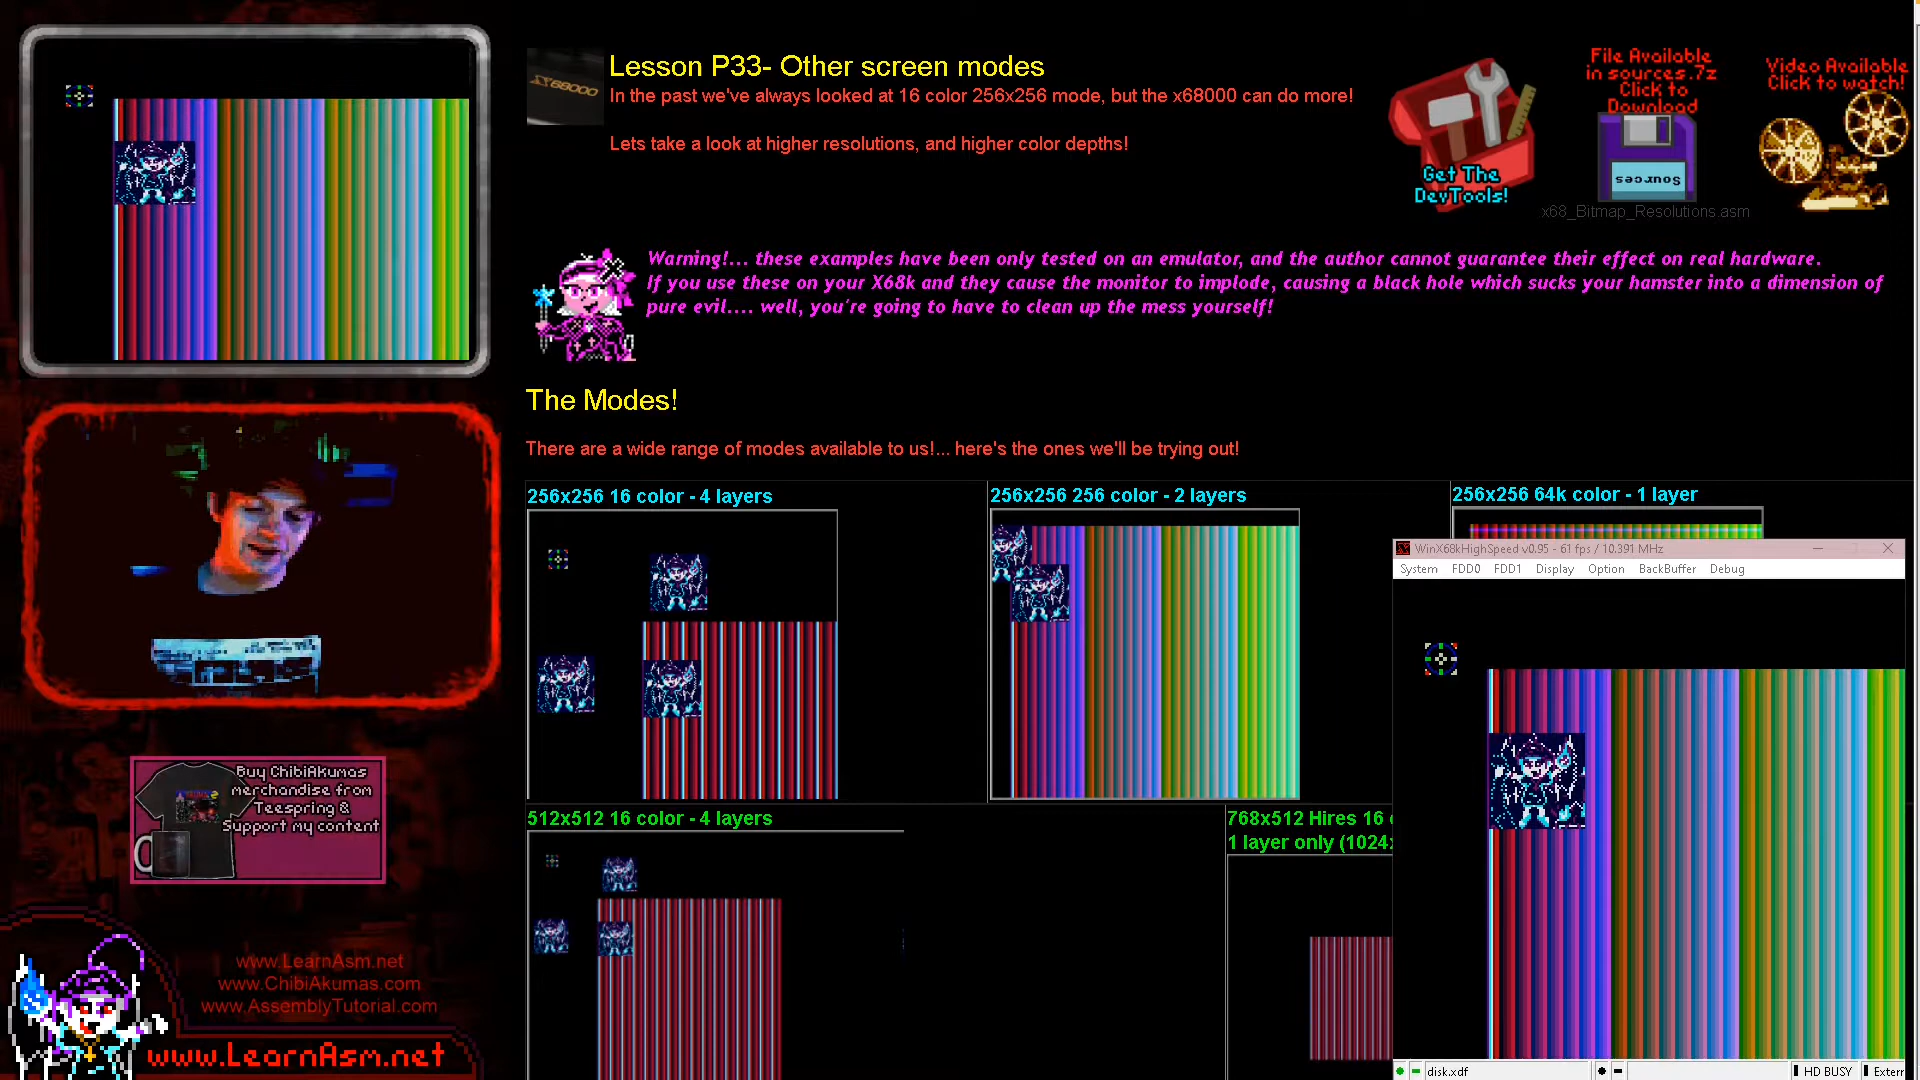 X68000
Lesson P33- Other screen modes
In the past we've always looked at 16 color 256x256 mode, but the x68000 can do more!
Lets take a look at higher resolutions, and higher color depths!
Get The
DevTools!
File Available
in sources.7z
Click to
Download
Sources
x68_Bitmap_Resolutions.asm
Video Available
Click to watch!
Warning!... these examples have been only tested on an emulator, and the author cannot guarantee their effect on real hardware.
If you use these on your X68k and they cause the monitor to implode, causing a black hole which sucks your hamster into a dimension of
pure evil.... well, you're going to have to clean up the mess yourself!
The Modes!
There are a wide range of modes available to us!... here's the ones we'll be trying out!
256x256 16 color - 4 layers
256x256 256 color - 2 layers
256x256 64k color - 1 layer
512x512 16 color - 4 layers
768x512 Hires 16 c
1 layer only (1024x
WinX68kHighSpeed v0.95 - 61 fps / 10.391 MHz
System FDD0 FDD1 Display Option BackBuffer Debug
disk.xdf
HD BUSY
Extern
Buy ChibiAkumas
merchandise from
Teespring &
Support my content
www.LearnAsm.net
www.ChibiAkumas.com
www.AssemblyTutorial.com
www.LearnAsm.net